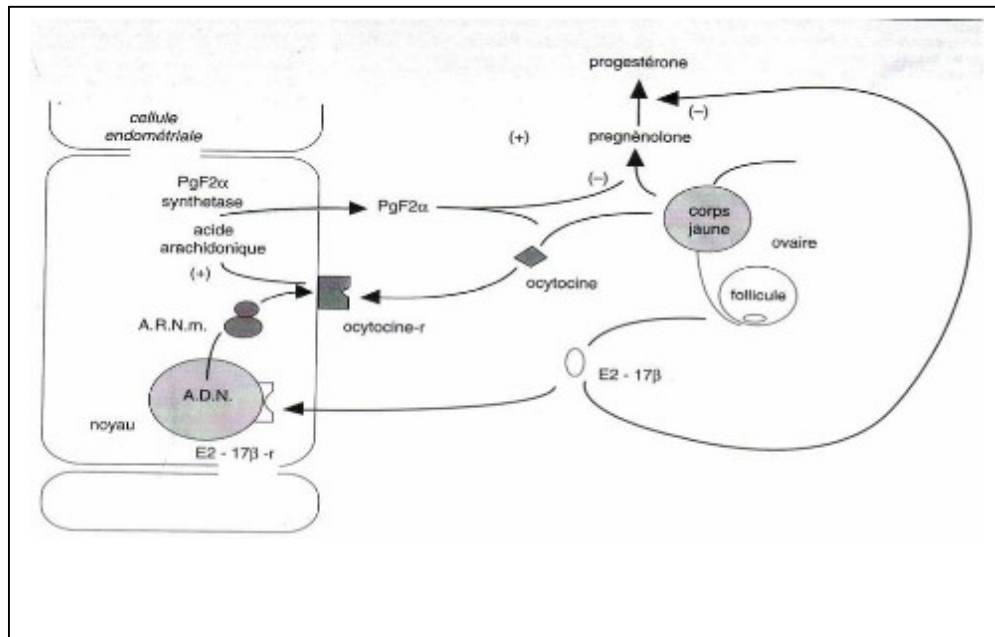 progestérone
(–)
cellule
endométriale
(+)
pregnènolone
PgF2α
synthetase
(–)
PgF2α
corps
jaune
acide
arachidonique
ovaire
(+)
ocytocine
follicule
A.R.N.m.
ocytocine-r
E2 - 17β
A.D.N.
noyau
E2 - 17β -r